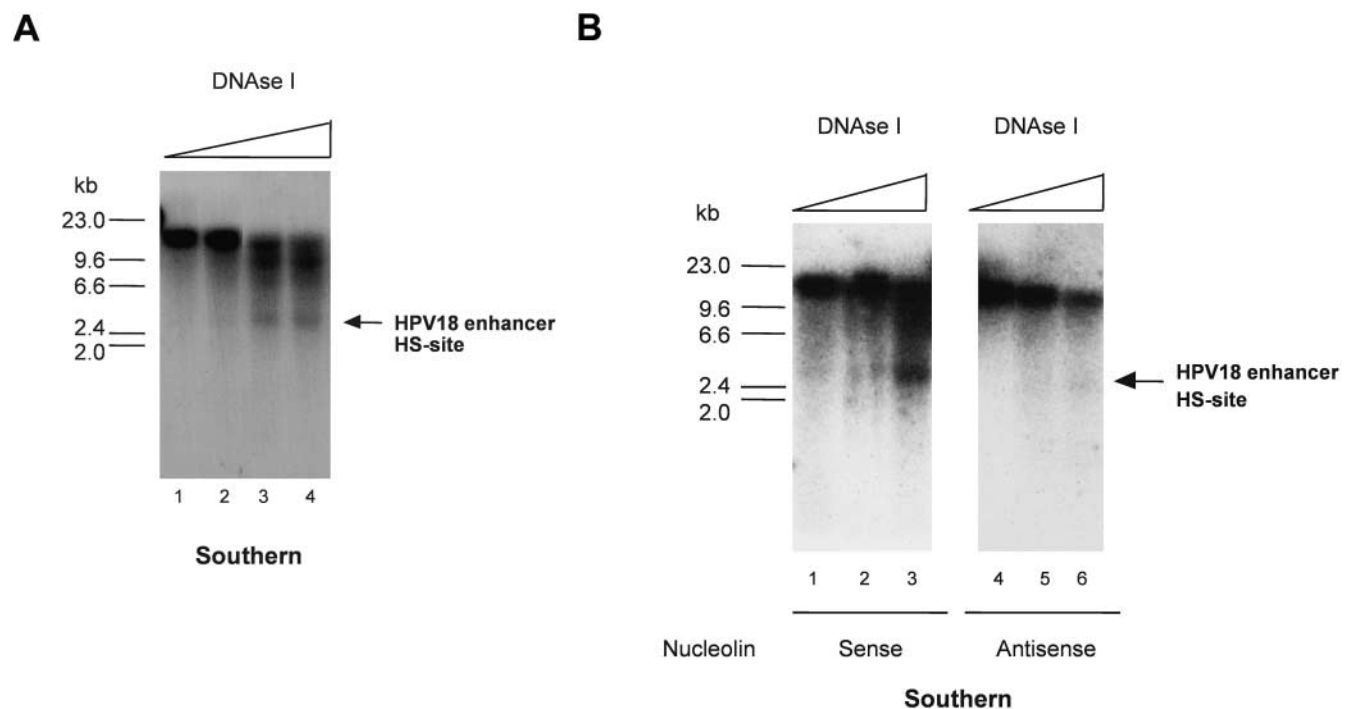 A
DNAse I
kb
23.0
9.6
6.6
2.4
2.0
HPV18 enhancer
HS-site
1 2 3 4
Southern
B
DNAse I DNAse I
kb
23.0
9.6
6.6
2.4
2.0
HPV18 enhancer
HS-site
1 2 3 4 5 6
Nucleolin Sense Antisense
Southern